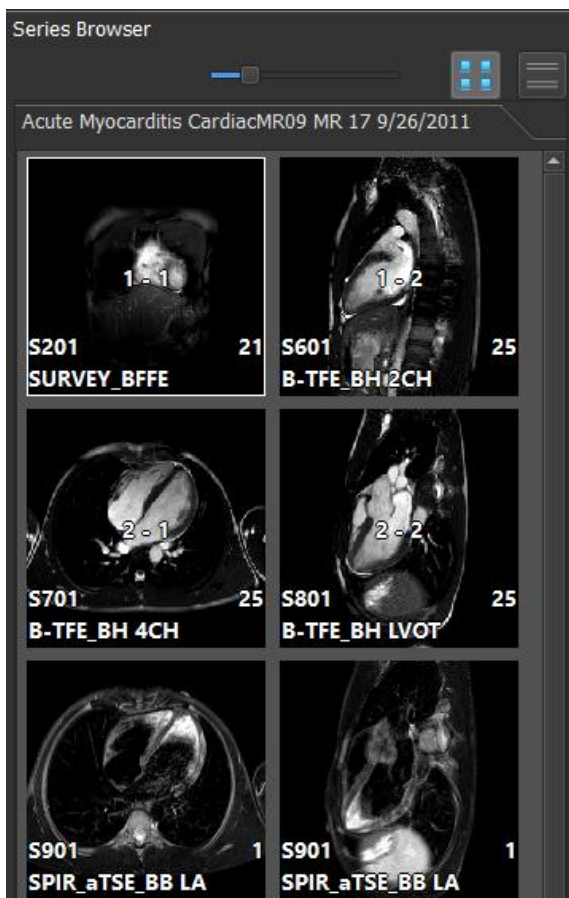 Series Browser
Acute Myocarditis CardiacMR09 MR 17 9/26/2011
1 - 1
S201 21
SURVEY_BFFE
1 - 2
S601 25
B-TFE_BH 2CH
2 - 1
S701 25
B-TFE_BH 4CH
2 - 2
S801 25
B-TFE_BH LVOT
S901 1
SPIR_aTSE_BB LA
S901 1
SPIR_aTSE_BB LA